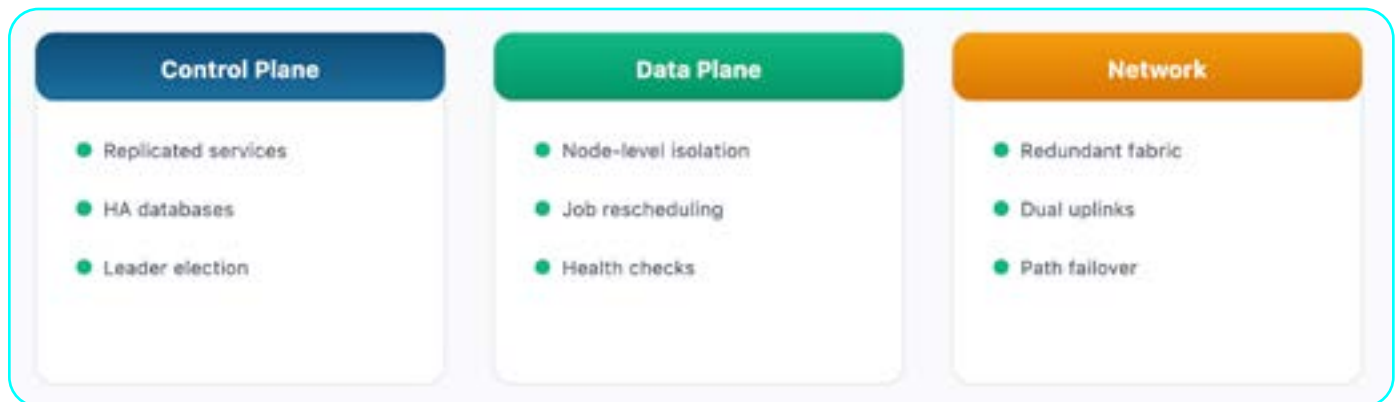 Control Plane
Replicated services
HA databases
Leader election
Data Plane
Node-level isolation
Job rescheduling
Health checks
Network
Redundant fabric
Dual uplinks
Path failover